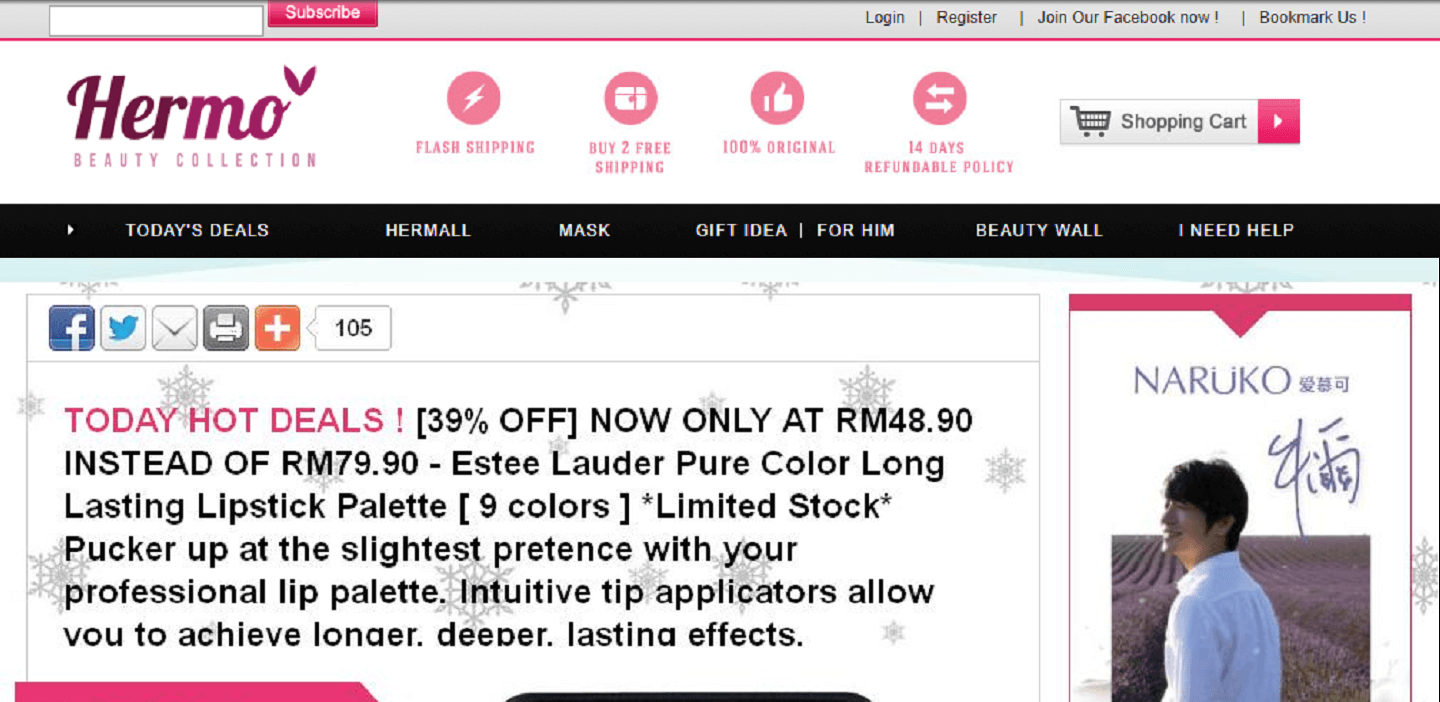 Subscribe
Login | Register | Join Our Facebook now ! | Bookmark Us !
Hermo
BEAUTY COLLECTION
FLASH SHIPPING
BUY 2 FREE
SHIPPING
100% ORIGINAL
14 DAYS
REFUNDABLE POLICY
Shopping Cart
TODAY'S DEALS
HERMALL
MASK
GIFT IDEA | FOR HIM
BEAUTY WALL
I NEED HELP
105
TODAY HOT DEALS ! [39% OFF] NOW ONLY AT RM48.90
INSTEAD OF RM79.90 - Estee Lauder Pure Color Long
Lasting Lipstick Palette [ 9 colors ] *Limited Stock*
Pucker up at the slightest pretence with your
professional lip palette. Intuitive tip applicators allow
you to achieve longer, deeper, lasting effects.
NARÜKO 爱慕可